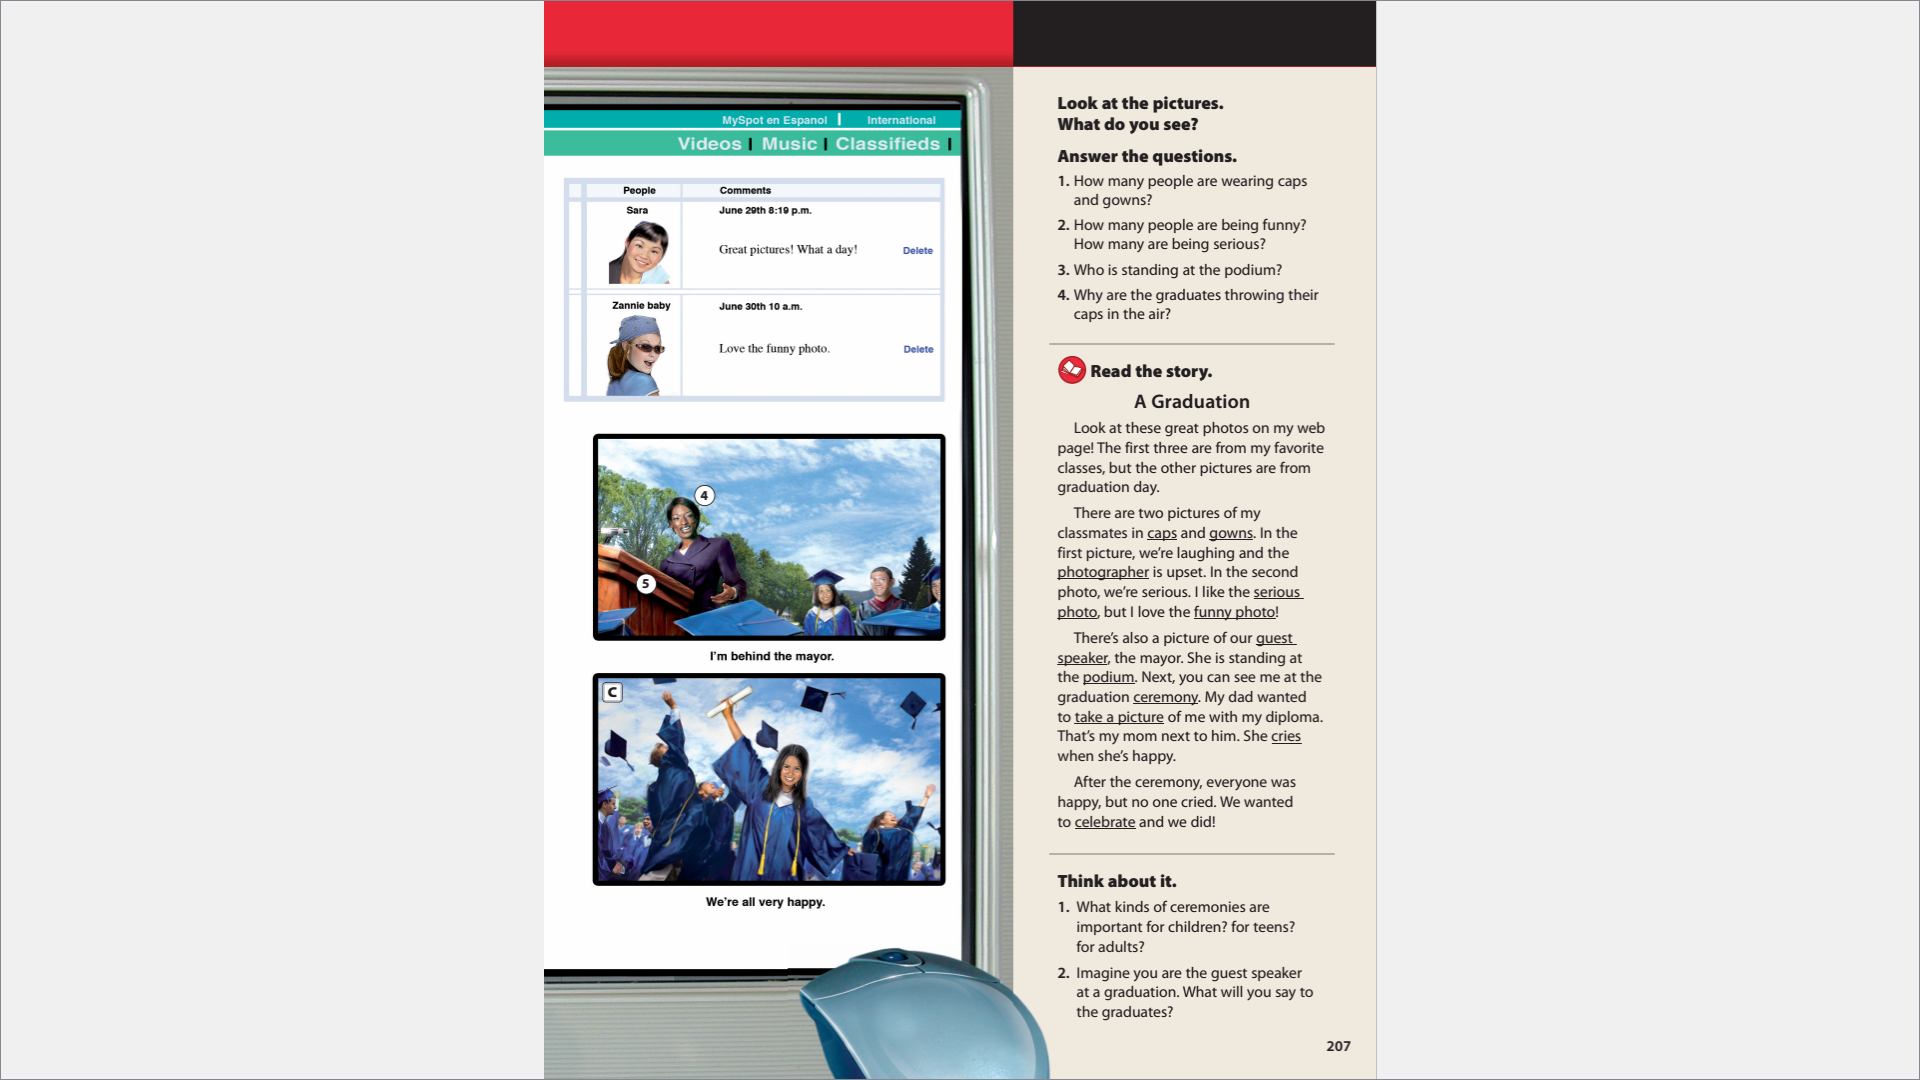 MySpot en Espanol | International
Videos | Music | Classifieds |
People Comments
Sara June 29th 8:19 p.m.
Great pictures! What a day! Delete
Zannie baby June 30th 10 a.m.
Love the funny photo. Delete
4
5
I'm behind the mayor.
C
We're all very happy.
Look at the pictures.
What do you see?
Answer the questions.
1. How many people are wearing caps
and gowns?
2. How many people are being funny?
How many are being serious?
3. Who is standing at the podium?
4. Why are the graduates throwing their
caps in the air?
Read the story.
A Graduation
Look at these great photos on my web
page! The first three are from my favorite
classes, but the other pictures are from
graduation day.
There are two pictures of my
classmates in caps and gowns. In the
first picture, we're laughing and the
photographer is upset. In the second
photo, we're serious. I like the serious
photo, but I love the funny photo!
There's also a picture of our guest
speaker, the mayor. She is standing at
the podium. Next, you can see me at the
graduation ceremony. My dad wanted
to take a picture of me with my diploma.
That's my mom next to him. She cries
when she's happy.
After the ceremony, everyone was
happy, but no one cried. We wanted
to celebrate and we did!
Think about it.
1. What kinds of ceremonies are
important for children? for teens?
for adults?
2. Imagine you are the guest speaker
at a graduation. What will you say to
the graduates?
207